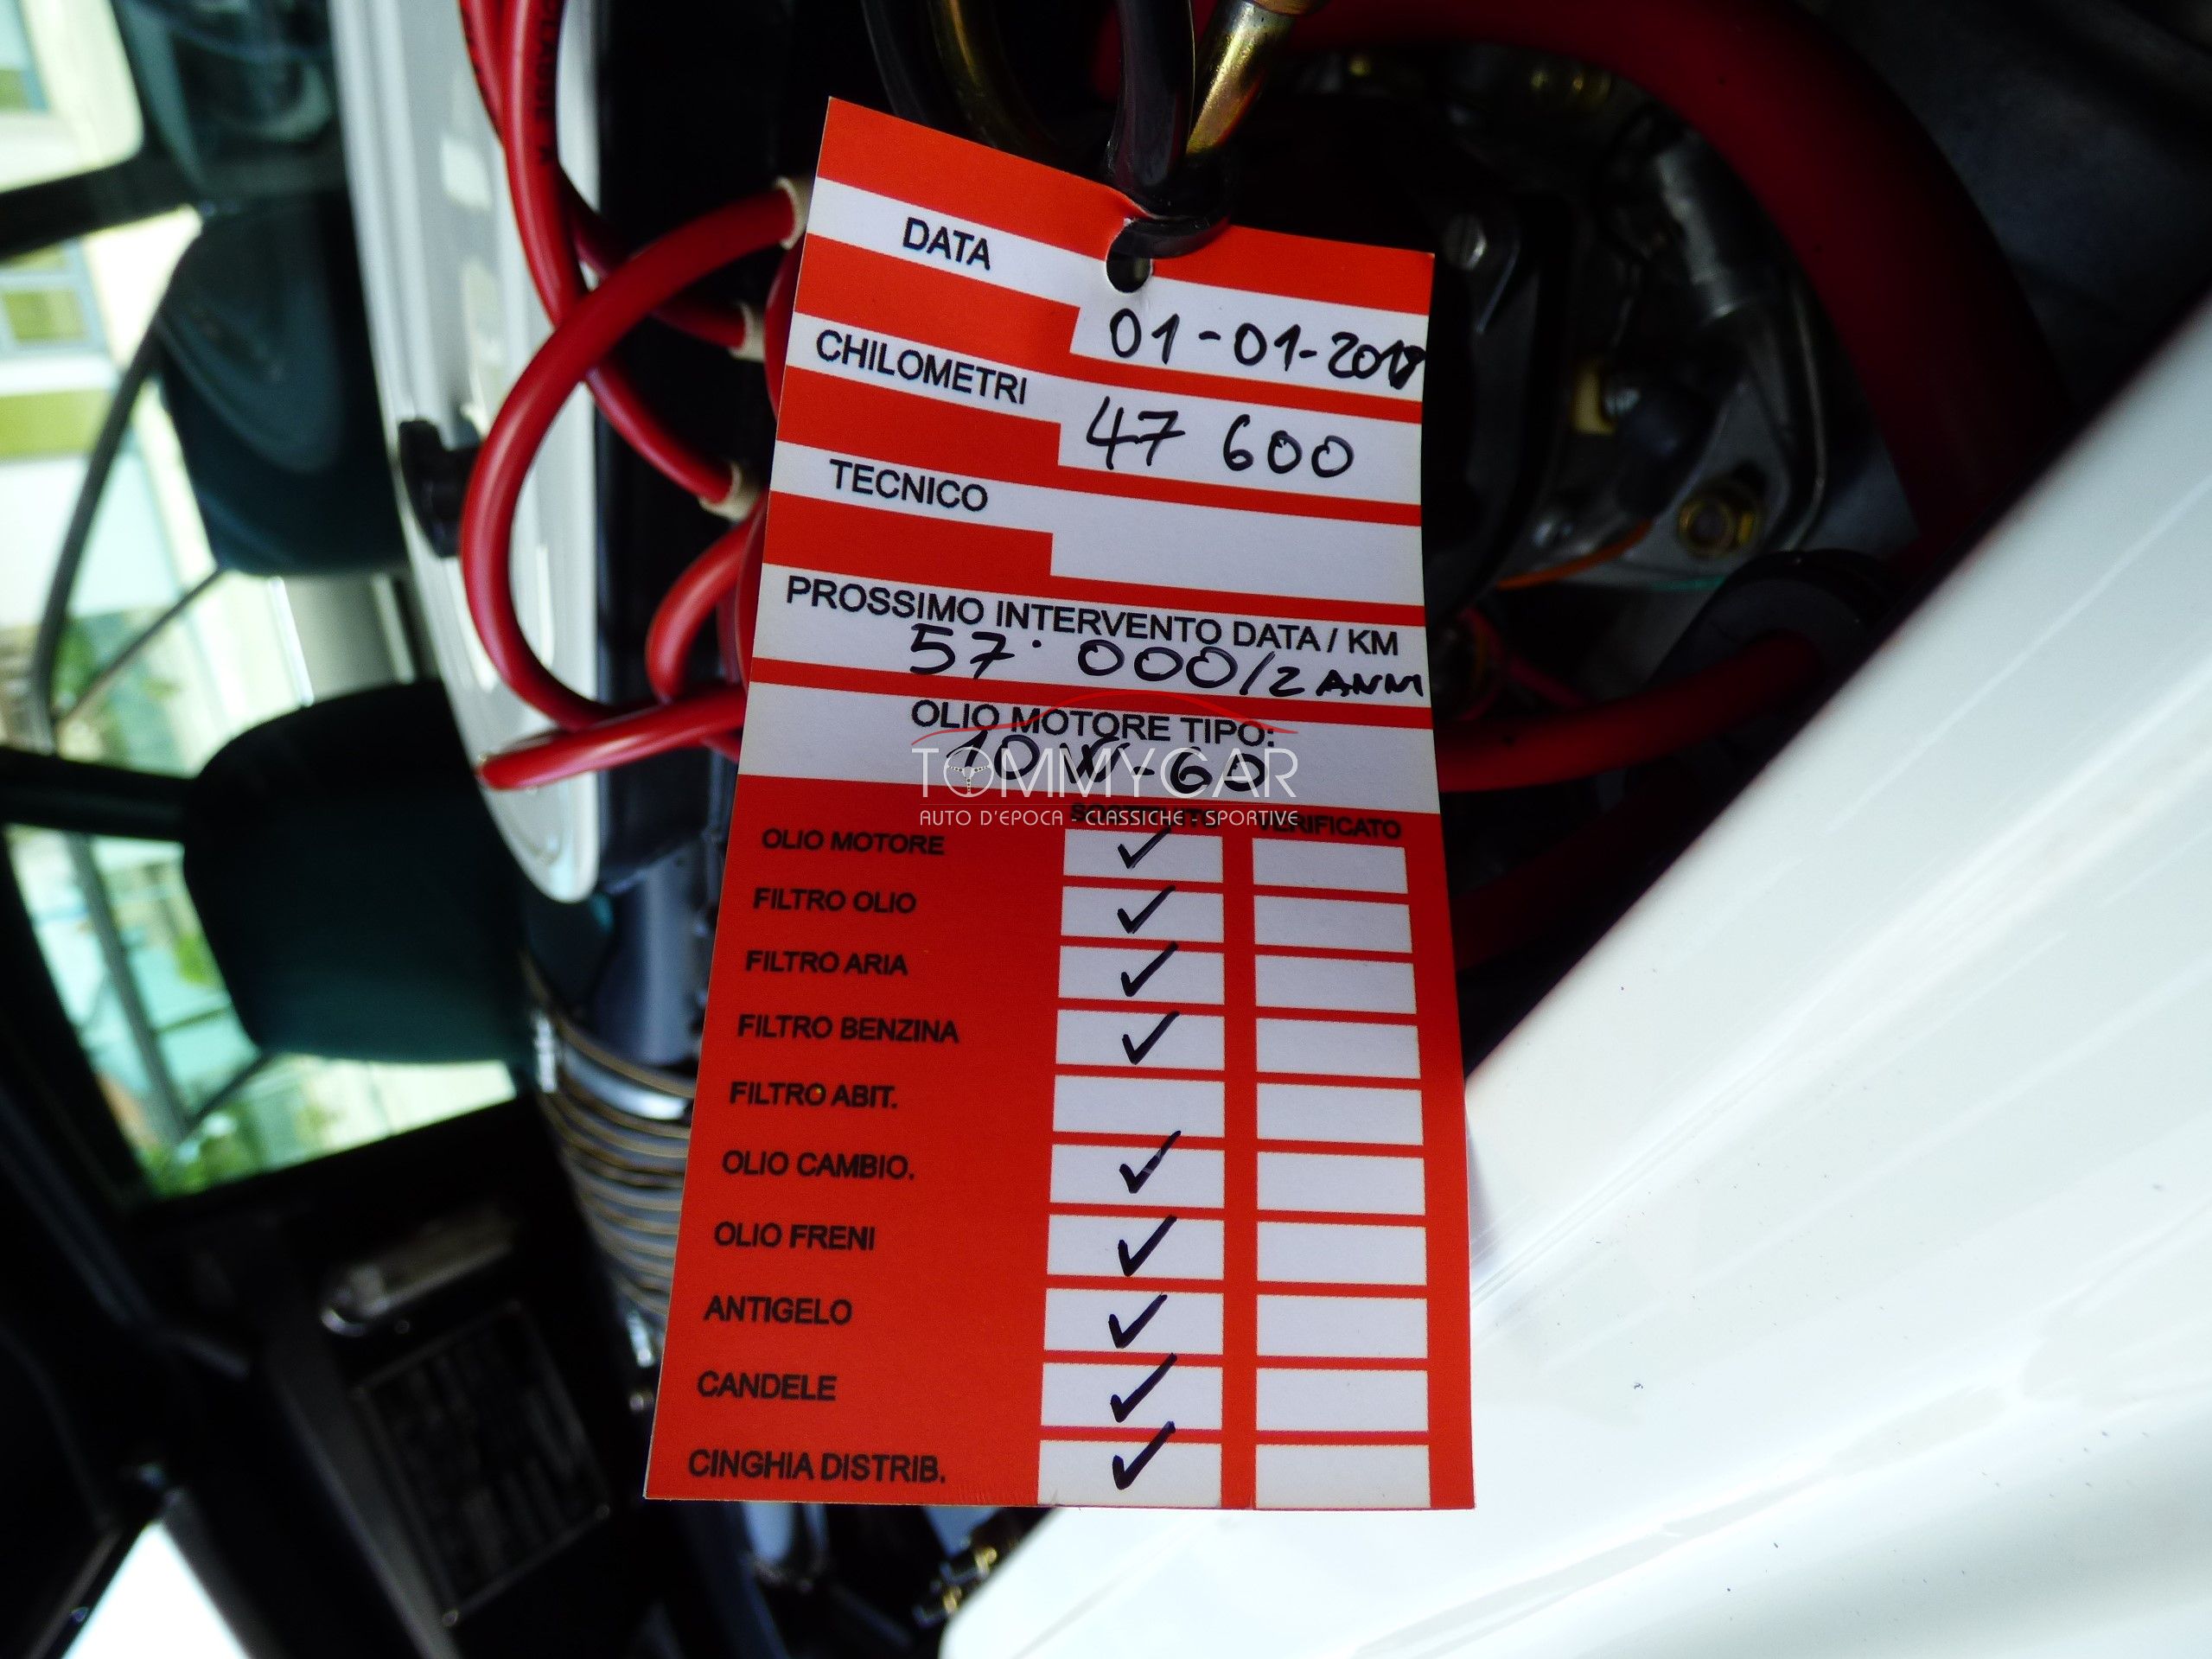 DATA
01-01-2018
CHILOMETRI
47 600
TECNICO
PROSSIMO INTERVENTO DATA / KM
57.000/2 ANNI
OLIO MOTORE TIPO:
10W-60
TOMMYCAR
AUTO D'EPOCA - CLASSICHE - SPORTIVE
SOSTITUITO VERIFICATO
OLIO MOTORE ✓
FILTRO OLIO ✓
FILTRO ARIA ✓
FILTRO BENZINA ✓
FILTRO ABIT.
OLIO CAMBIO. ✓
OLIO FRENI ✓
ANTIGELO ✓
CANDELE ✓
CINGHIA DISTRIB. ✓